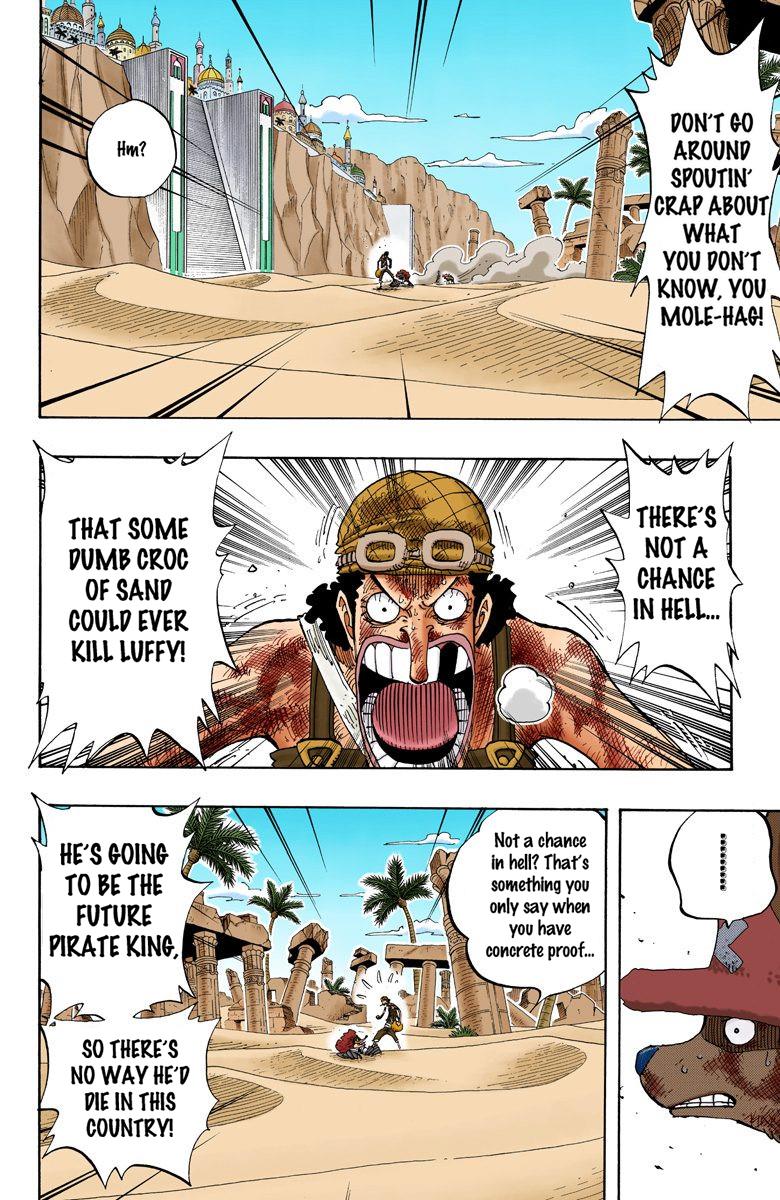 DON'T GO
AROUND
SPOUTIN'
CRAP ABOUT
WHAT
YOU DON'T
KNOW, YOU
MOLE-HAG!
Hm?
THERE'S
NOT A
CHANCE
IN HELL...
THAT SOME
DUMB CROC
OF SAND
COULD EVER
KILL LUFFY!
.........
Not a chance
in hell? That's
something you
only say when
you have
concrete proof...
HE'S GOING
TO BE THE
FUTURE
PIRATE KING,
SO THERE'S
NO WAY HE'D
DIE IN THIS
COUNTRY!